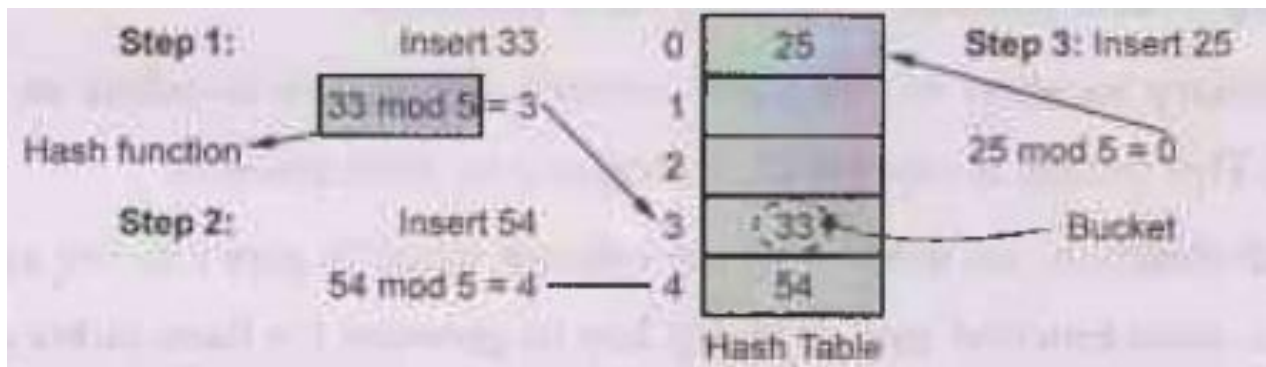 Step 1: Insert 33
33 mod 5 = 3
Hash function
Step 2: Insert 54
54 mod 5 = 4
0 25
1
2
3 33
4 54
Hash Table
Step 3: Insert 25
25 mod 5 = 0
Bucket